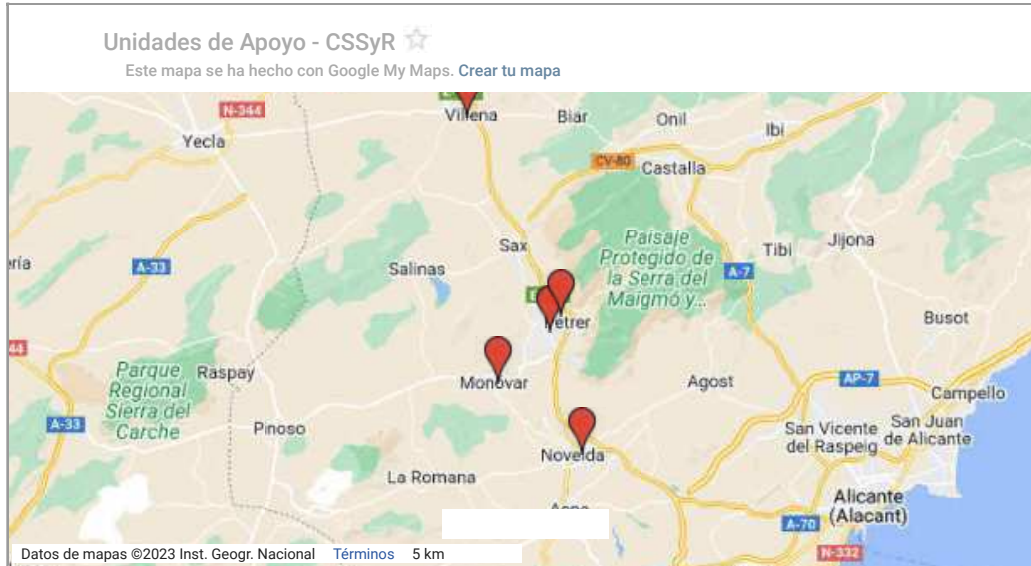 Unidades de Apoyo - CSSyR
Este mapa se ha hecho con Google My Maps. Crear tu mapa
N-344
Villena
Biar
Onil
Ibi
Yecla
CV-80
Castalla
Sax
Paisaje
Protegido de
la Serra del
Maigmó y...
Tibi
Jijona
ría
A-33
Salinas
A-7
Petrer
Busot
44
Parque
Regional
Sierra del
Carche
Raspay
Monóvar
Agost
AP-7
Campello
A-33
Pinoso
San Vicente
del Raspeig
San Juan
de Alicante
Novelda
La Romana
Alicante
(Alacant)
A-70
N-332
Datos de mapas ©2023 Inst. Geogr. Nacional Términos 5 km